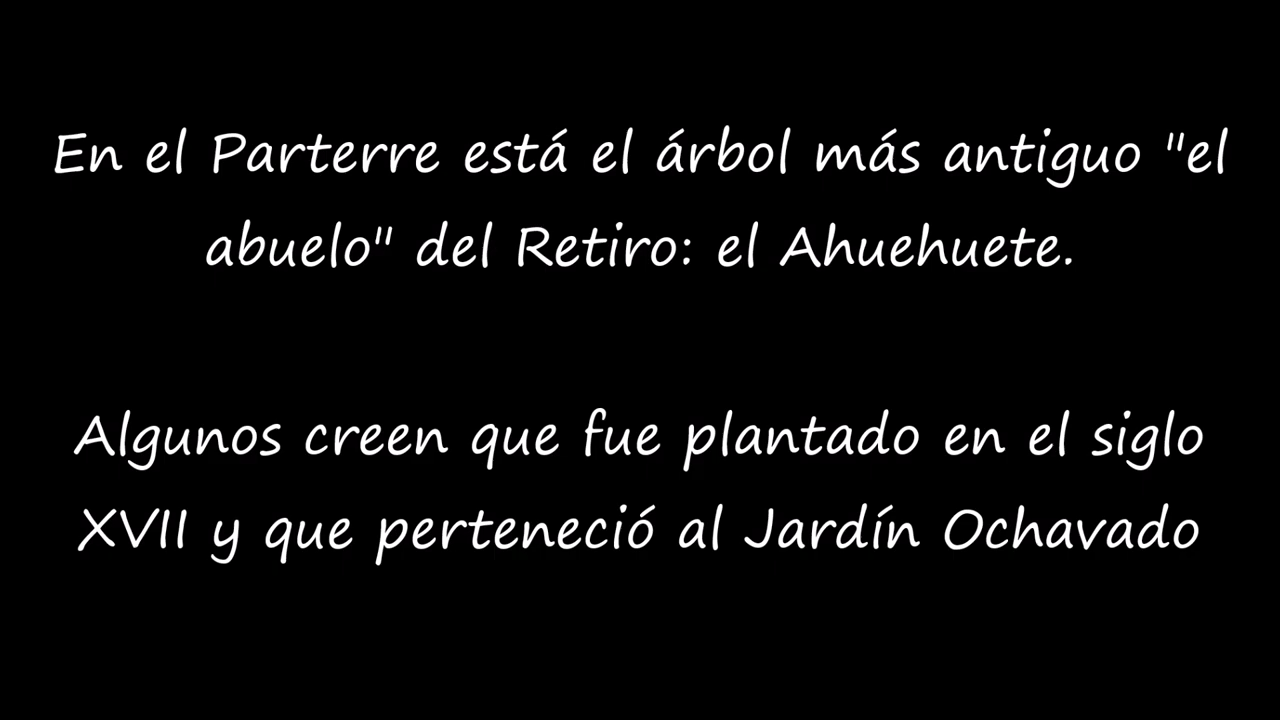 En el Parterre está el árbol más antiguo "el
abuelo" del Retiro: el Ahuehuete.
Algunos creen que fue plantado en el siglo
XVII y que perteneció al Jardín Ochavado